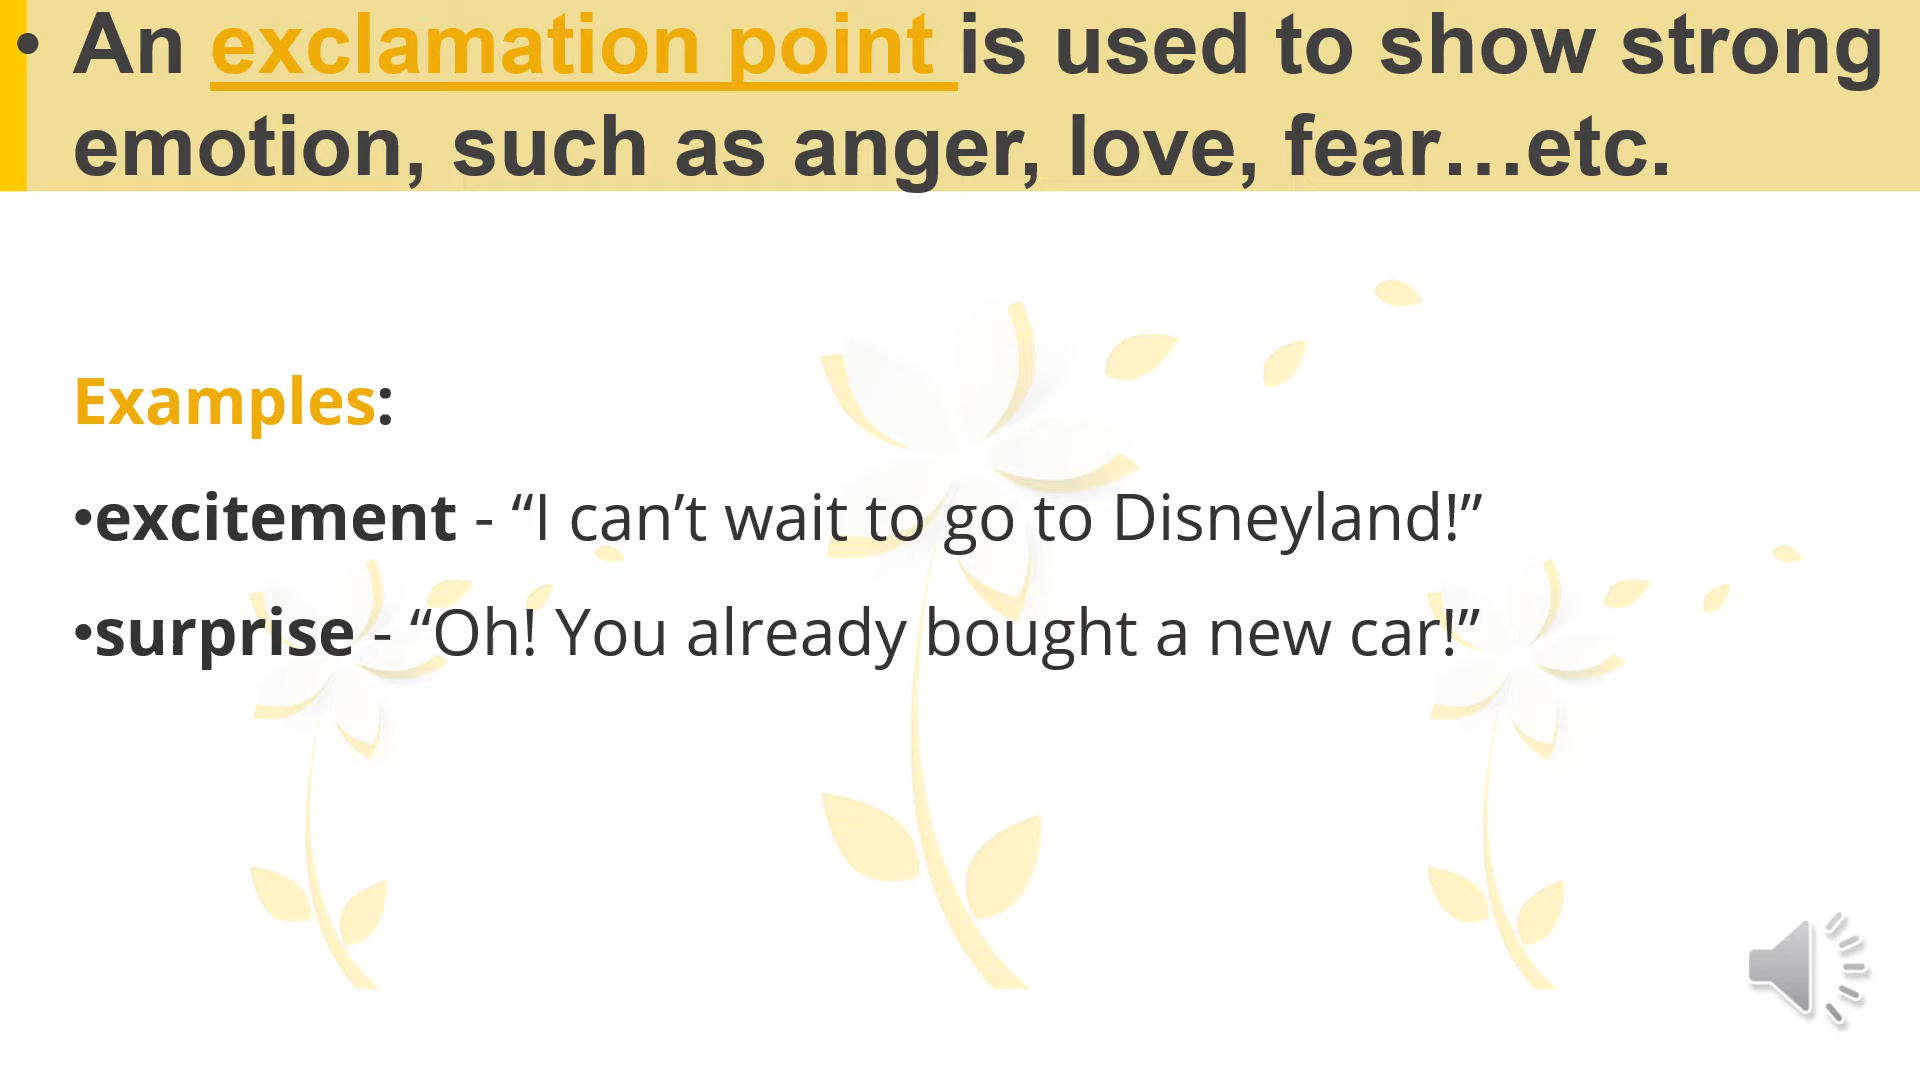 • An exclamation point is used to show strong
emotion, such as anger, love, fear…etc.
Examples:
•excitement - “I can’t wait to go to Disneyland!”
•surprise - “Oh! You already bought a new car!”